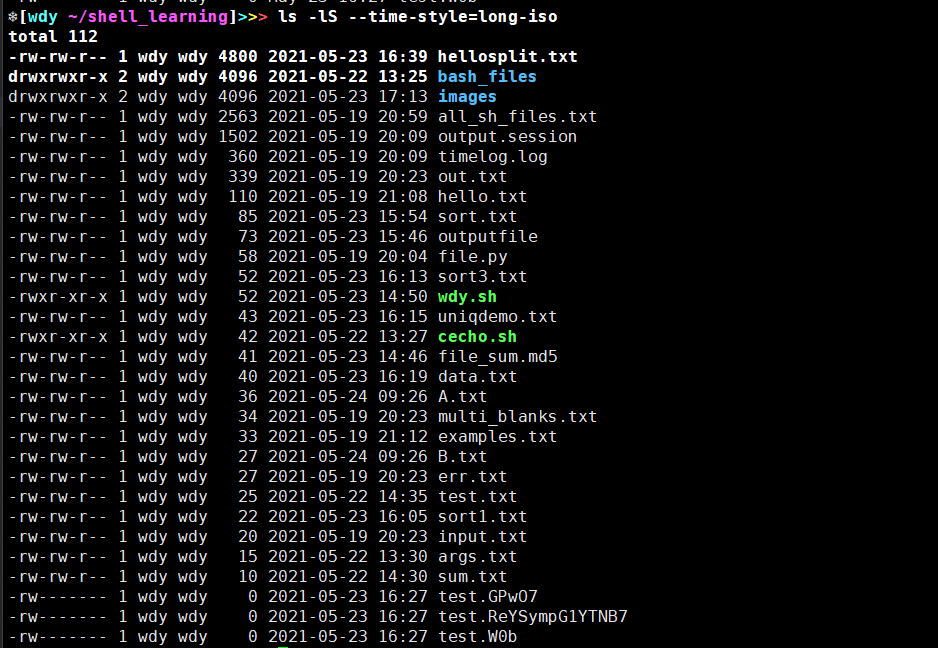 ❄[wdy ~/shell_learning]>>> ls -lS --time-style=long-iso
total 112
-rw-rw-r-- 1 wdy wdy 4800 2021-05-23 16:39 hellosplit.txt
drwxrwxr-x 2 wdy wdy 4096 2021-05-22 13:25 bash_files
drwxrwxr-x 2 wdy wdy 4096 2021-05-23 17:13 images
-rw-rw-r-- 1 wdy wdy 2563 2021-05-19 20:59 all_sh_files.txt
-rw-rw-r-- 1 wdy wdy 1502 2021-05-19 20:09 output.session
-rw-rw-r-- 1 wdy wdy  360 2021-05-19 20:09 timelog.log
-rw-rw-r-- 1 wdy wdy  339 2021-05-19 20:23 out.txt
-rw-rw-r-- 1 wdy wdy  110 2021-05-19 21:08 hello.txt
-rw-rw-r-- 1 wdy wdy   85 2021-05-23 15:54 sort.txt
-rw-rw-r-- 1 wdy wdy   73 2021-05-23 15:46 outputfile
-rw-rw-r-- 1 wdy wdy   58 2021-05-19 20:04 file.py
-rw-rw-r-- 1 wdy wdy   52 2021-05-23 16:13 sort3.txt
-rwxr-xr-x 1 wdy wdy   52 2021-05-23 14:50 wdy.sh
-rw-rw-r-- 1 wdy wdy   43 2021-05-23 16:15 uniqdemo.txt
-rwxr-xr-x 1 wdy wdy   42 2021-05-22 13:27 cecho.sh
-rw-rw-r-- 1 wdy wdy   41 2021-05-23 14:46 file_sum.md5
-rw-rw-r-- 1 wdy wdy   40 2021-05-23 16:19 data.txt
-rw-rw-r-- 1 wdy wdy   36 2021-05-24 09:26 A.txt
-rw-rw-r-- 1 wdy wdy   34 2021-05-19 20:23 multi_blanks.txt
-rw-rw-r-- 1 wdy wdy   33 2021-05-19 21:12 examples.txt
-rw-rw-r-- 1 wdy wdy   27 2021-05-24 09:26 B.txt
-rw-rw-r-- 1 wdy wdy   27 2021-05-19 20:23 err.txt
-rw-rw-r-- 1 wdy wdy   25 2021-05-22 14:35 test.txt
-rw-rw-r-- 1 wdy wdy   22 2021-05-23 16:05 sort1.txt
-rw-rw-r-- 1 wdy wdy   20 2021-05-19 20:23 input.txt
-rw-rw-r-- 1 wdy wdy   15 2021-05-22 13:30 args.txt
-rw-rw-r-- 1 wdy wdy   10 2021-05-22 14:30 sum.txt
-rw------- 1 wdy wdy    0 2021-05-23 16:27 test.GPwO7
-rw------- 1 wdy wdy    0 2021-05-23 16:27 test.ReYSympG1YTNB7
-rw------- 1 wdy wdy    0 2021-05-23 16:27 test.W0b